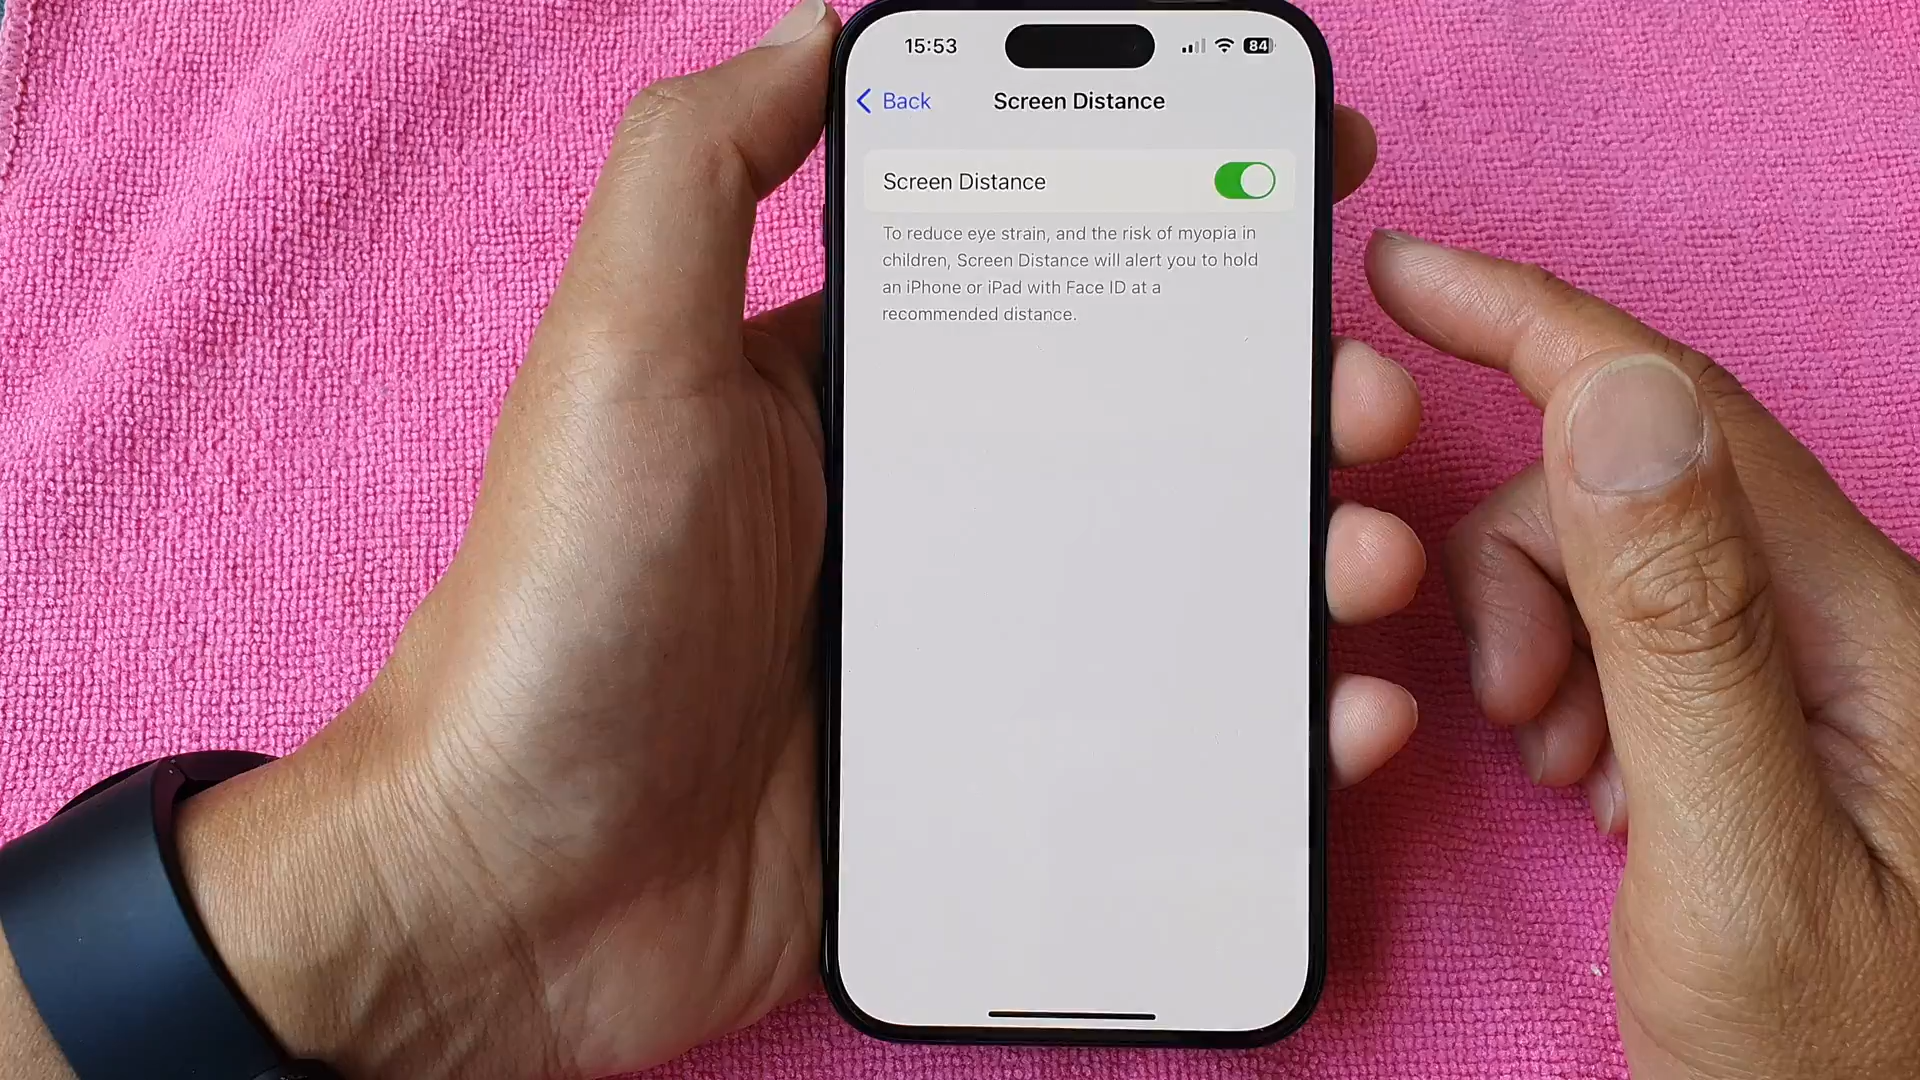 15:53
84
Back
Screen Distance
Screen Distance
To reduce eye strain, and the risk of myopia in
children, Screen Distance will alert you to hold
an iPhone or iPad with Face ID at a
recommended distance.